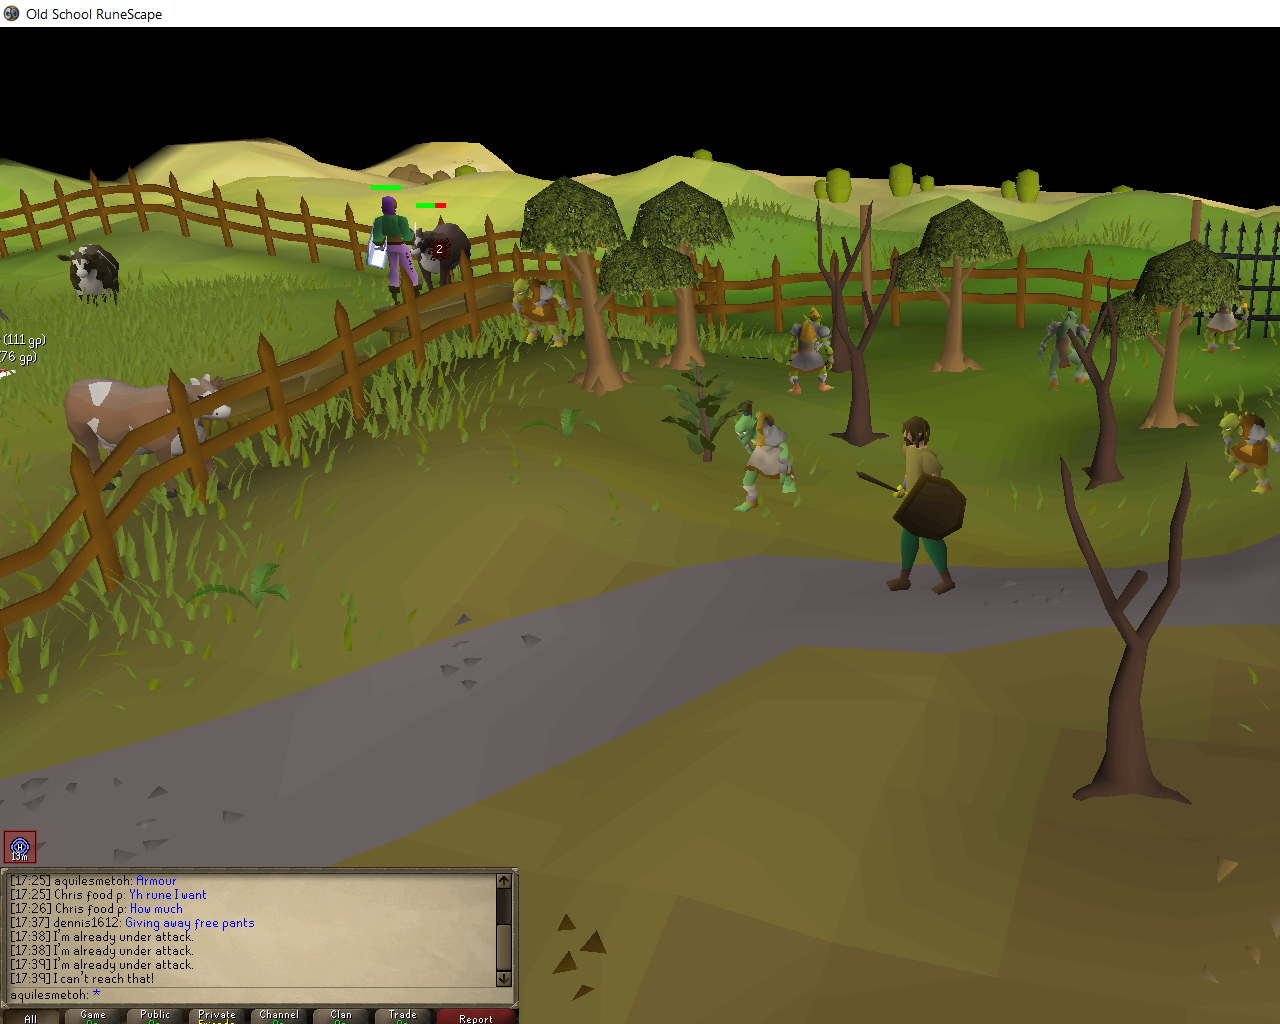 Old School RuneScape
2
(111 gp)
76 gp)
13m
[17:25] aquilesmetoh: Armour
[17:25] Chris food p: Yh rune I want
[17:26] Chris food p: How much
[17:37] dennis1612: Giving away free pants
[17:38] I'm already under attack.
[17:38] I'm already under attack.
[17:39] I'm already under attack.
[17:39] I can't reach that!
aquilesmetoh: *
All Game Public Private Channel Clan Trade Report
Friends